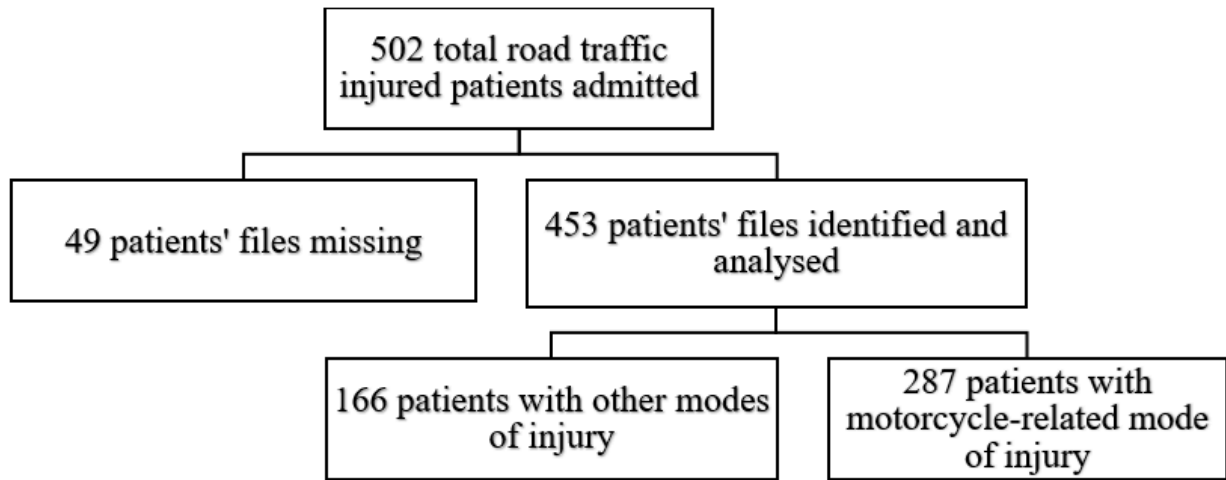 502 total road traffic
injured patients admitted
49 patients' files missing
453 patients' files identified and
analysed
166 patients with other modes
of injury
287 patients with
motorcycle-related mode
of injury